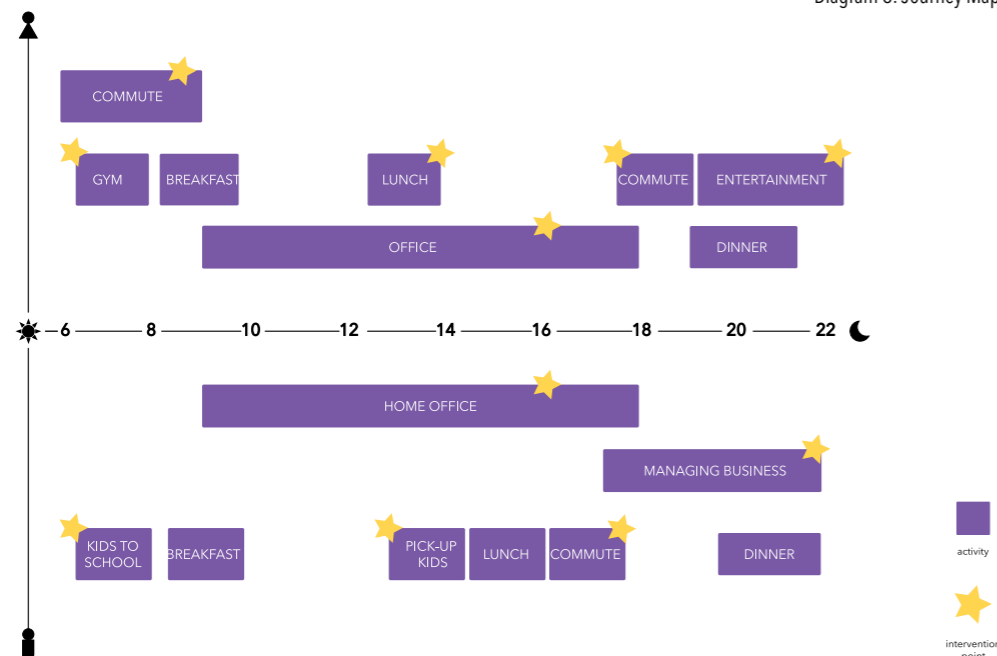 COMMUTE
GYM
BREAKFAST
LUNCH
COMMUTE
ENTERTAINMENT
OFFICE
DINNER
6 8 10 12 14 16 18 20 22
HOME OFFICE
MANAGING BUSINESS
KIDS TO
SCHOOL
BREAKFAST
PICK-UP
KIDS
LUNCH
COMMUTE
DINNER
activity
intervention